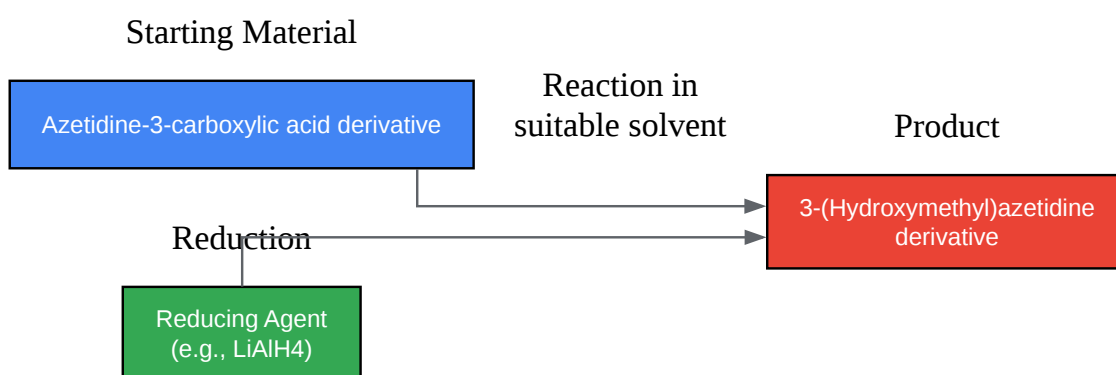 Starting Material
Azetidine-3-carboxylic acid derivative
Reaction in
suitable solvent
Product
3-(Hydroxymethyl)azetidine
derivative
Reduction
Reducing Agent
(e.g., LiAlH4)